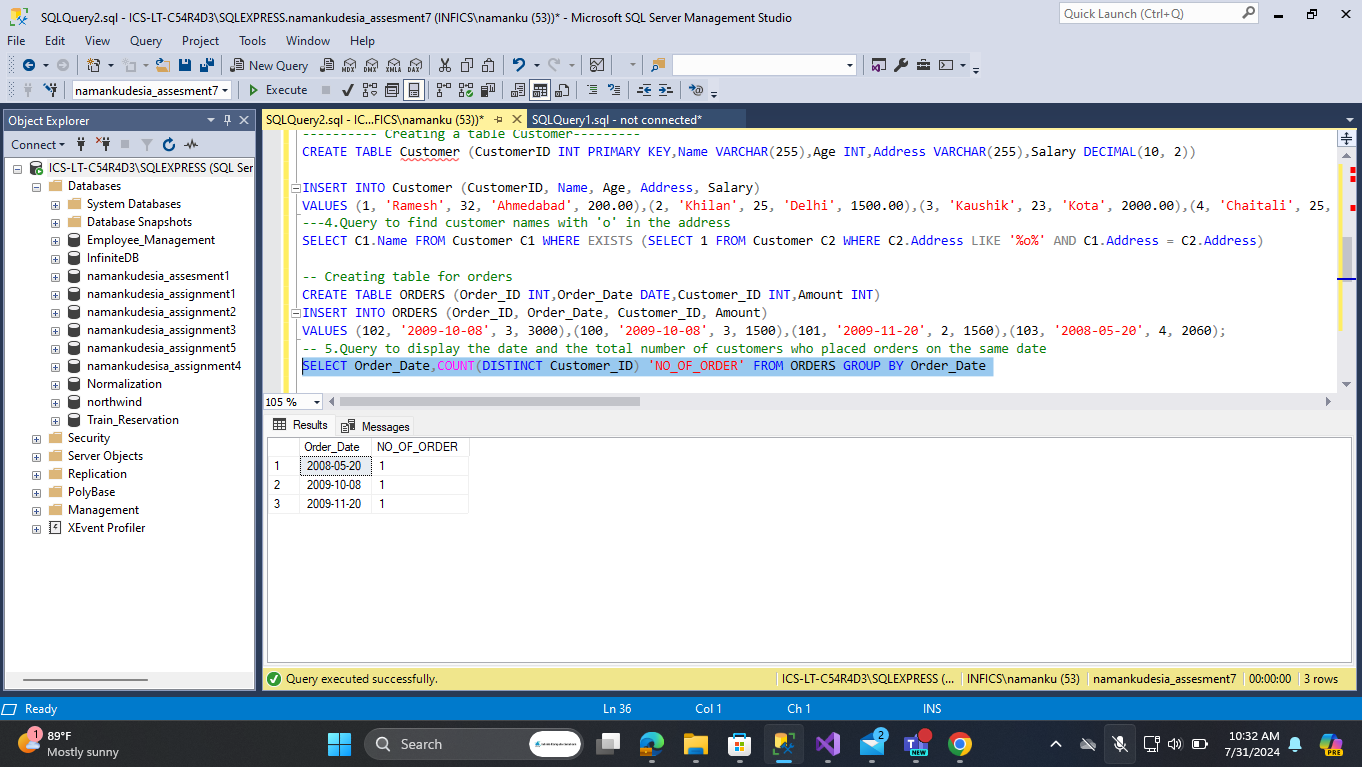 SQLQuery2.sql - ICS-LT-C54R4D3\SQLEXPRESS.namankudesia_assesment7 (INFICS\namanku (53))* - Microsoft SQL Server Management Studio
Quick Launch (Ctrl+Q)
File Edit View Query Project Tools Window Help
New Query
MDX DMX XMLA DAX
namankudesia_assesment7 Execute
Object Explorer
Connect
ICS-LT-C54R4D3\SQLEXPRESS (SQL Ser
Databases
System Databases
Database Snapshots
Employee_Management
InfiniteDB
namankudesia_assesment1
namankudesia_assignment1
namankudesia_assignment2
namankudesia_assignment3
namankudesia_assignment5
namankudesisa_assignment4
Normalization
northwind
Train_Reservation
Security
Server Objects
Replication
PolyBase
Management
XEvent Profiler
SQLQuery2.sql - IC...FICS\namanku (53))* SQLQuery1.sql - not connected*
---------- Creating a table Customer---------
CREATE TABLE Customer (CustomerID INT PRIMARY KEY,Name VARCHAR(255),Age INT,Address VARCHAR(255),Salary DECIMAL(10, 2))
INSERT INTO Customer (CustomerID, Name, Age, Address, Salary)
VALUES (1, 'Ramesh', 32, 'Ahmedabad', 200.00),(2, 'Khilan', 25, 'Delhi', 1500.00),(3, 'Kaushik', 23, 'Kota', 2000.00),(4, 'Chaitali', 25,
---4.Query to find customer names with 'o' in the address
SELECT C1.Name FROM Customer C1 WHERE EXISTS (SELECT 1 FROM Customer C2 WHERE C2.Address LIKE '%o%' AND C1.Address = C2.Address)
-- Creating table for orders
CREATE TABLE ORDERS (Order_ID INT,Order_Date DATE,Customer_ID INT,Amount INT)
INSERT INTO ORDERS (Order_ID, Order_Date, Customer_ID, Amount)
VALUES (102, '2009-10-08', 3, 3000),(100, '2009-10-08', 3, 1500),(101, '2009-11-20', 2, 1560),(103, '2008-05-20', 4, 2060);
-- 5.Query to display the date and the total number of customers who placed orders on the same date
SELECT Order_Date,COUNT(DISTINCT Customer_ID) 'NO_OF_ORDER' FROM ORDERS GROUP BY Order_Date
105 %
Results Messages
Order_Date NO_OF_ORDER
1 2008-05-20 1
2 2009-10-08 1
3 2009-11-20 1
Query executed successfully. ICS-LT-C54R4D3\SQLEXPRESS (... INFICS\namanku (53) namankudesia_assesment7 00:00:00 3 rows
Ready Ln 36 Col 1 Ch 1 INS
1 89°F
Mostly sunny
Search
2
NEW
10:32 AM
7/31/2024
PRE